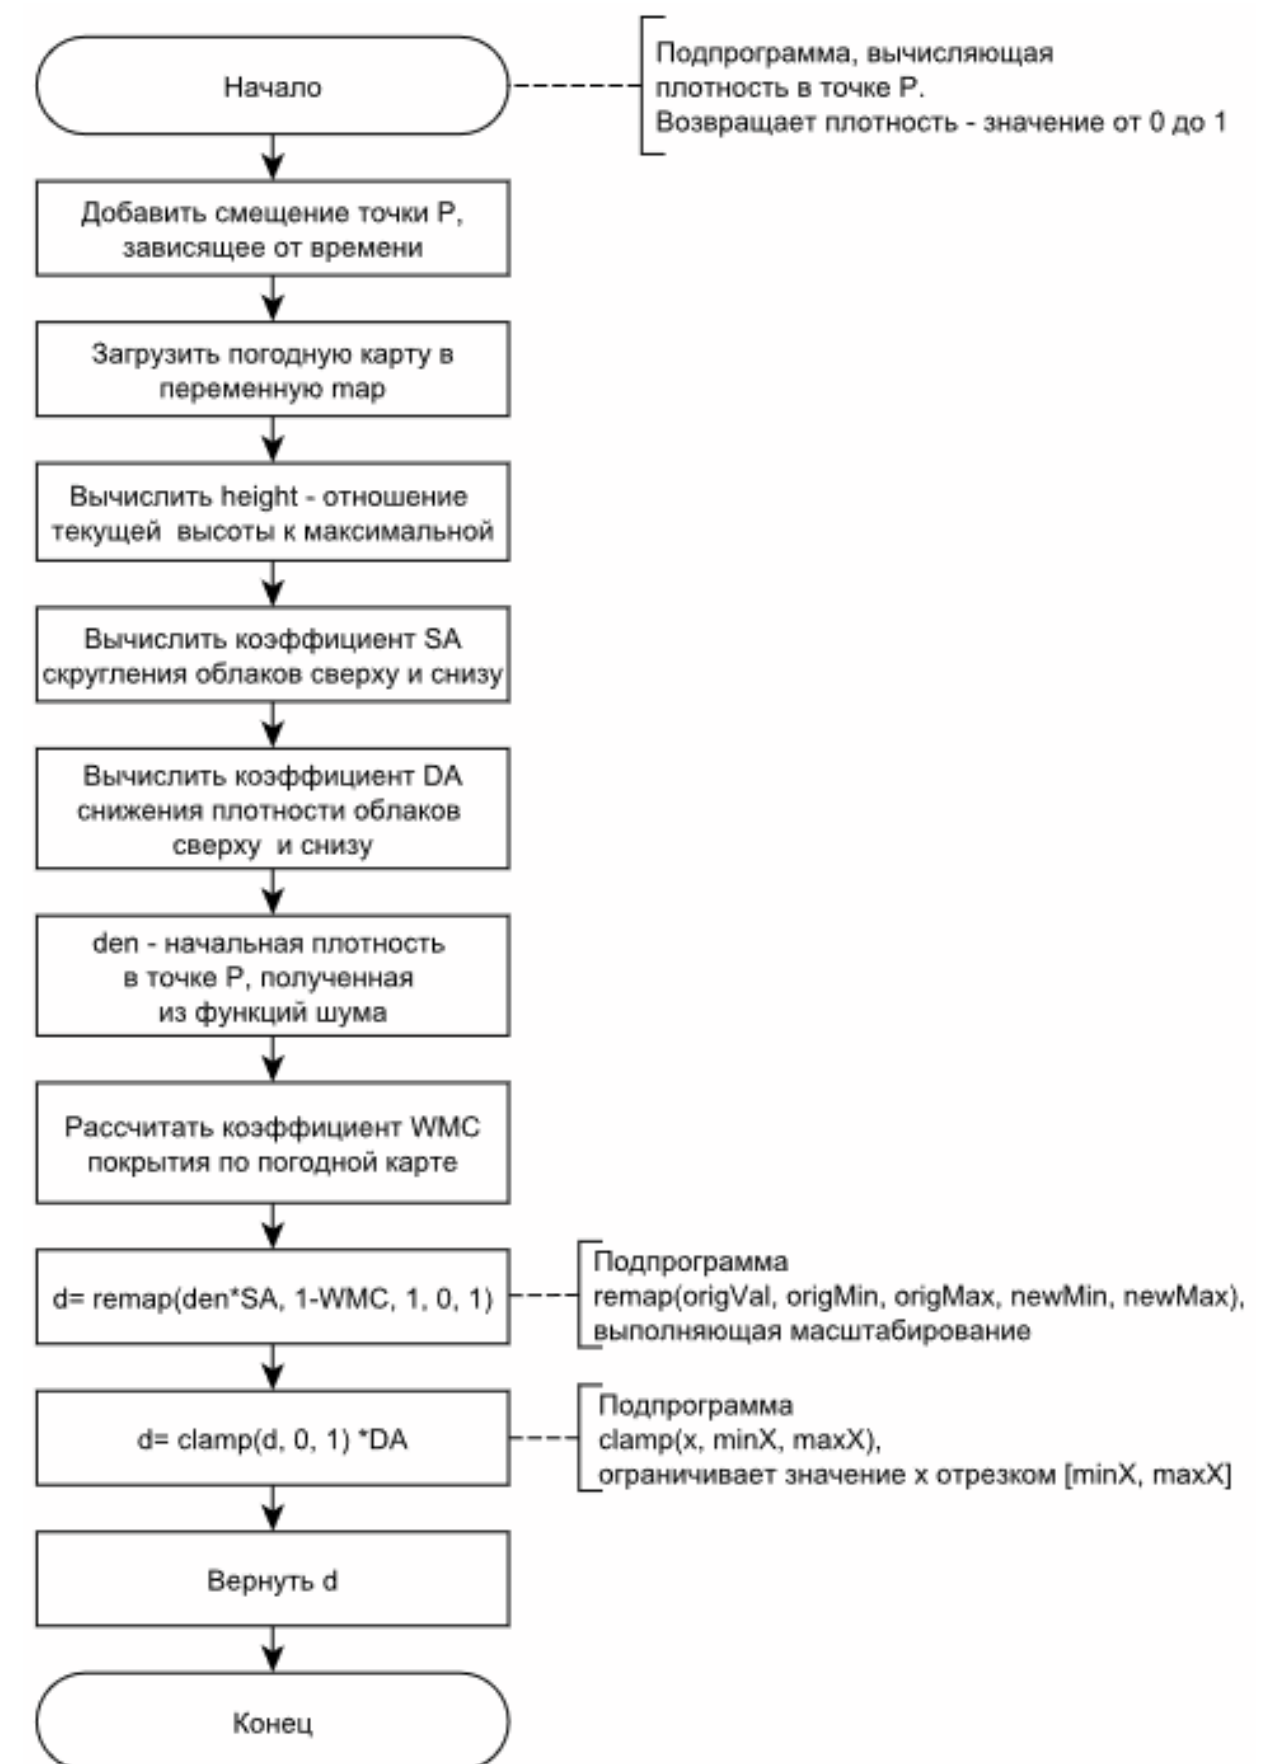 Начало
Подпрограмма, вычисляющая
плотность в точке P.
Возвращает плотность - значение от 0 до 1
Добавить смещение точки P,
зависящее от времени
Загрузить погодную карту в
переменную map
Вычислить height - отношение
текущей высоты к максимальной
Вычислить коэффициент SA
скругления облаков сверху и снизу
Вычислить коэффициент DA
снижения плотности облаков
сверху и снизу
den - начальная плотность
в точке P, полученная
из функций шума
Рассчитать коэффициент WMC
покрытия по погодной карте
d= remap(den*SA, 1-WMC, 1, 0, 1)
Подпрограмма
remap(origVal, origMin, origMax, newMin, newMax),
выполняющая масштабирование
d= clamp(d, 0, 1) *DA
Подпрограмма
clamp(x, minX, maxX),
ограничивает значение x отрезком [minX, maxX]
Вернуть d
Конец